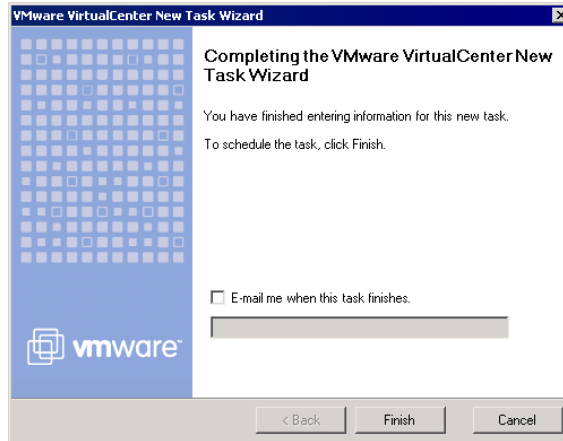 VMware VirtualCenter New Task Wizard
Completing the VMware VirtualCenter New
Task Wizard
You have finished entering information for this new task.
To schedule the task, click Finish.
E-mail me when this task finishes.
vmware™
< Back
Finish
Cancel